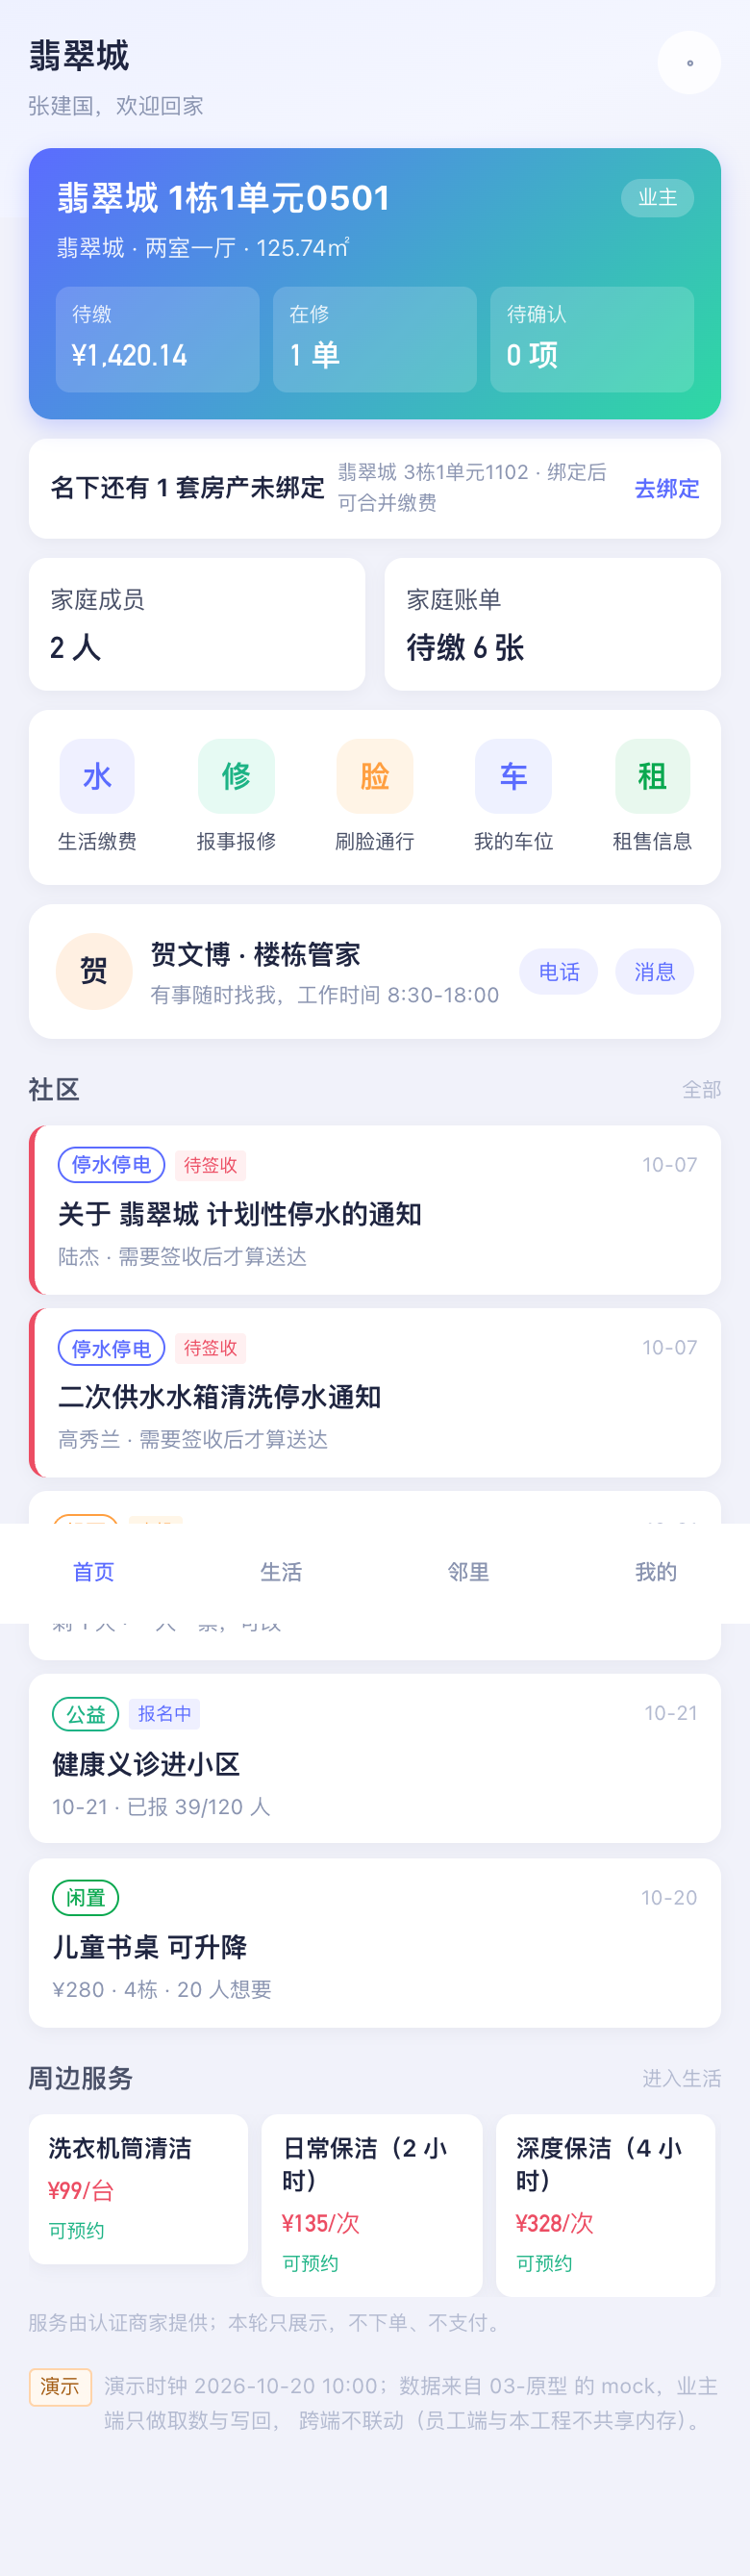 翡翠城
张建国，欢迎回家
翡翠城 1栋1单元0501
业主
翡翠城 · 两室一厅 · 125.74㎡
待缴
¥1,420.14
在修
1 单
待确认
0 项
名下还有 1 套房产未绑定
翡翠城 3栋1单元1102 · 绑定后
可合并缴费
去绑定
家庭成员
2 人
家庭账单
待缴 6 张
水
生活缴费
修
报事报修
脸
刷脸通行
车
我的车位
租
租售信息
贺
贺文博 · 楼栋管家
有事随时找我，工作时间 8:30-18:00
电话
消息
社区
全部
停水停电
待签收
10-07
关于 翡翠城 计划性停水的通知
陆杰 · 需要签收后才算送达
停水停电
待签收
10-07
二次供水水箱清洗停水通知
高秀兰 · 需要签收后才算送达
首页
生活
邻里
我的
公益
报名中
10-21
健康义诊进小区
10-21 · 已报 39/120 人
闲置
10-20
儿童书桌 可升降
¥280 · 4栋 · 20 人想要
周边服务
进入生活
洗衣机筒清洁
¥99/台
可预约
日常保洁（2 小
时）
¥135/次
可预约
深度保洁（4 小
时）
¥328/次
可预约
服务由认证商家提供；本轮只展示，不下单、不支付。
演示
演示时钟 2026-10-20 10:00；数据来自 03-原型 的 mock，业主
端只做取数与写回， 跨端不联动（员工端与本工程不共享内存）。